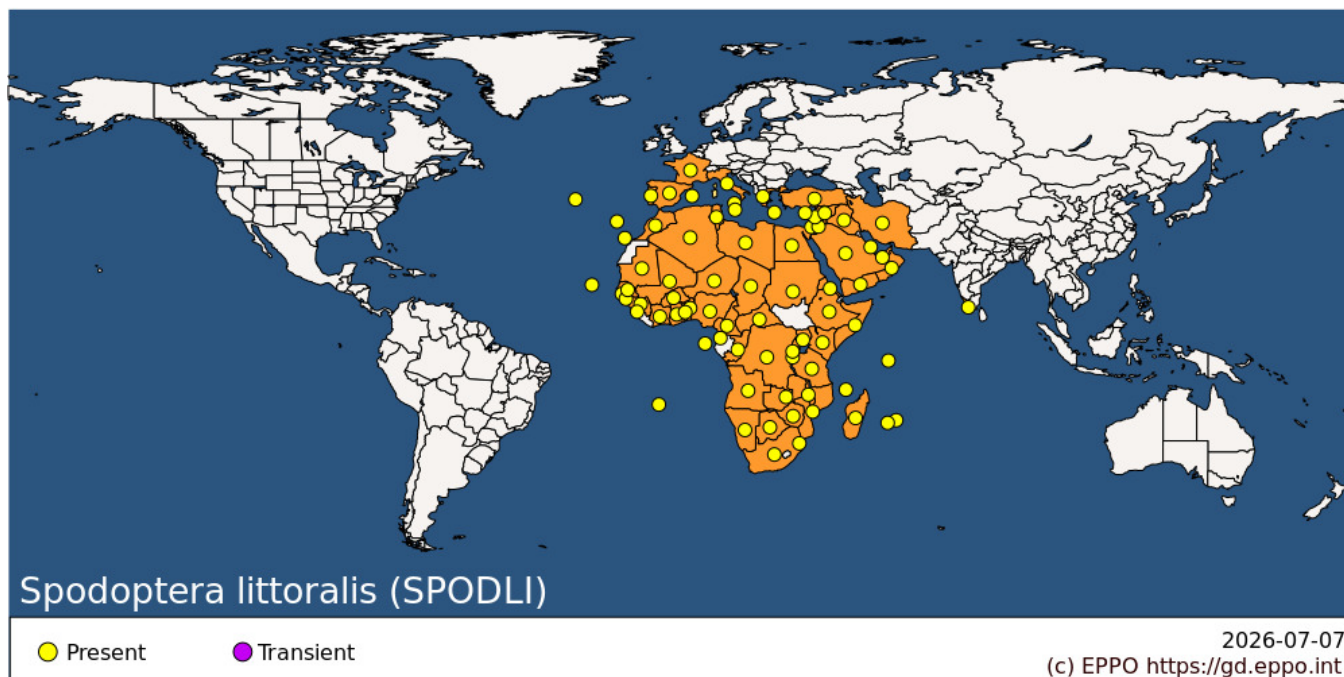 Spodoptera littoralis (SPODLI)
Present
Transient
2026-07-07
(c) EPPO https://gd.eppo.int